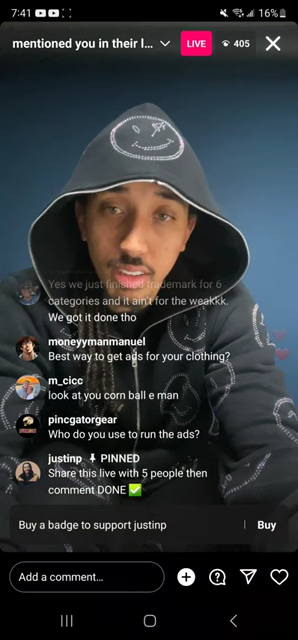 7:41
16%
mentioned you in their l...
LIVE
405
Yes we just finished trademark for 6
categories and it ain't for the weakkk.
We got it done tho
moneyymanmanuel
Best way to get ads for your clothing?
m_cicc
look at you corn ball e man
pincgatorgear
Who do you use to run the ads?
justinp PINNED
Share this live with 5 people then
comment DONE ✅
Buy a badge to support justinp
Buy
Add a comment...